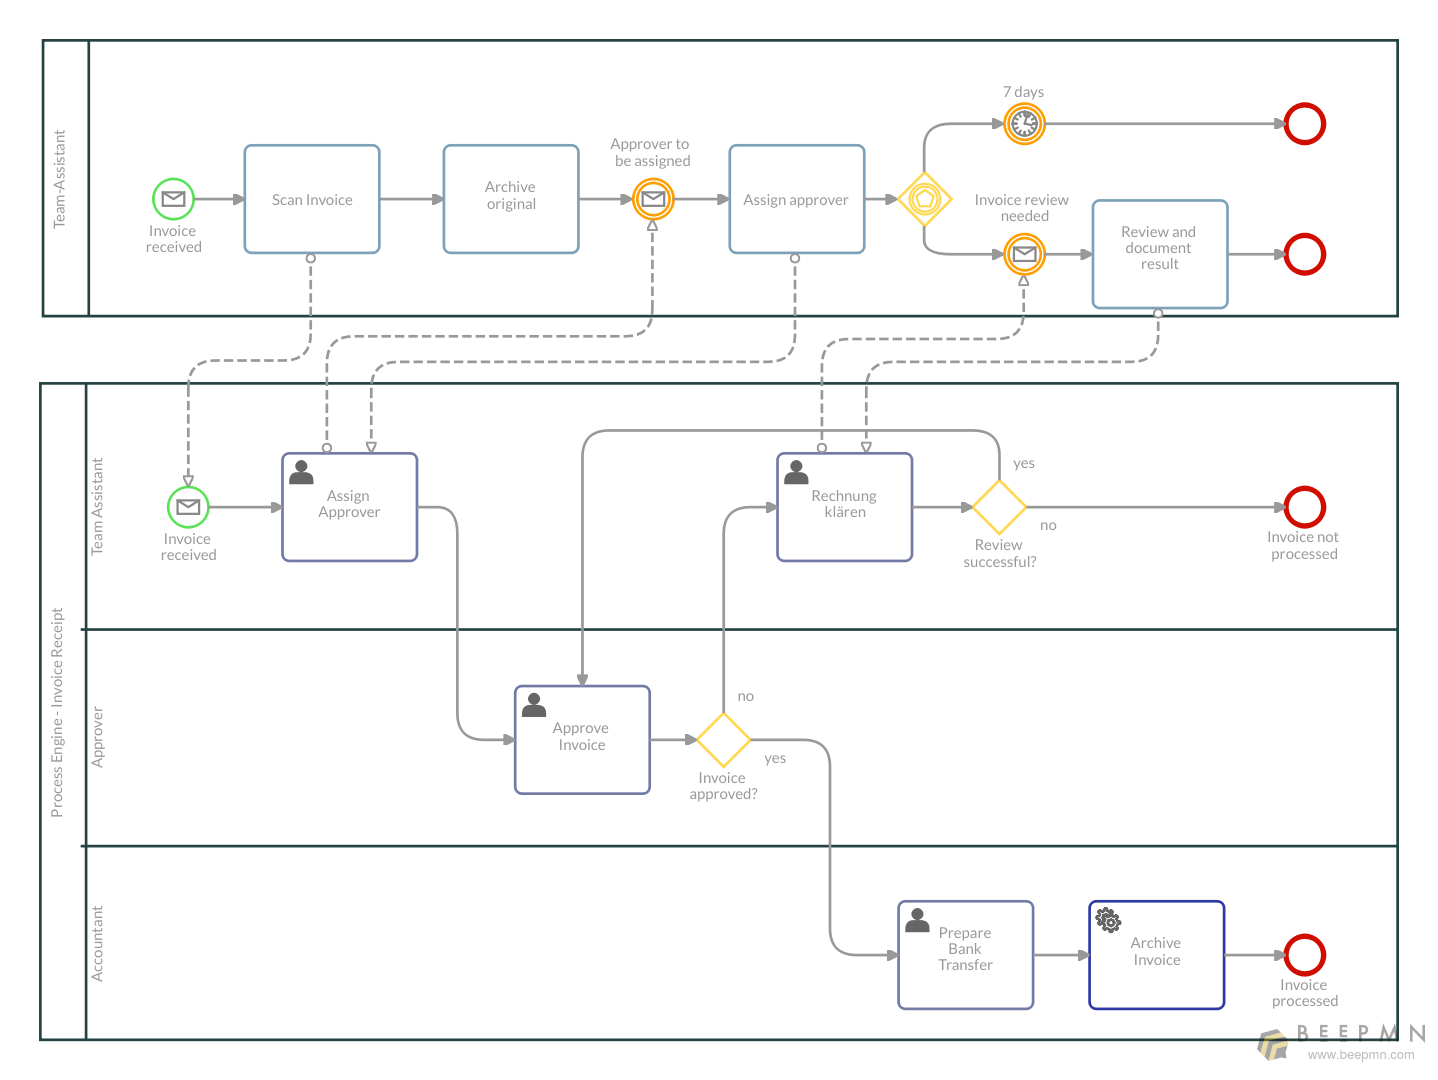 Team-Assistant
7 days
Approver to
be assigned
Scan Invoice
Archive
original
Assign approver
Invoice review
needed
Review and
document
result
Invoice
received
Process Engine - Invoice Receipt
Team Assistant
yes
Assign
Approver
Rechnung
klären
no
Invoice
received
Review
successful?
Invoice not
processed
Approver
no
Approve
Invoice
yes
Invoice
approved?
Accountant
Prepare
Bank
Transfer
Archive
Invoice
Invoice
processed
BEEPMN
www.beepmn.com